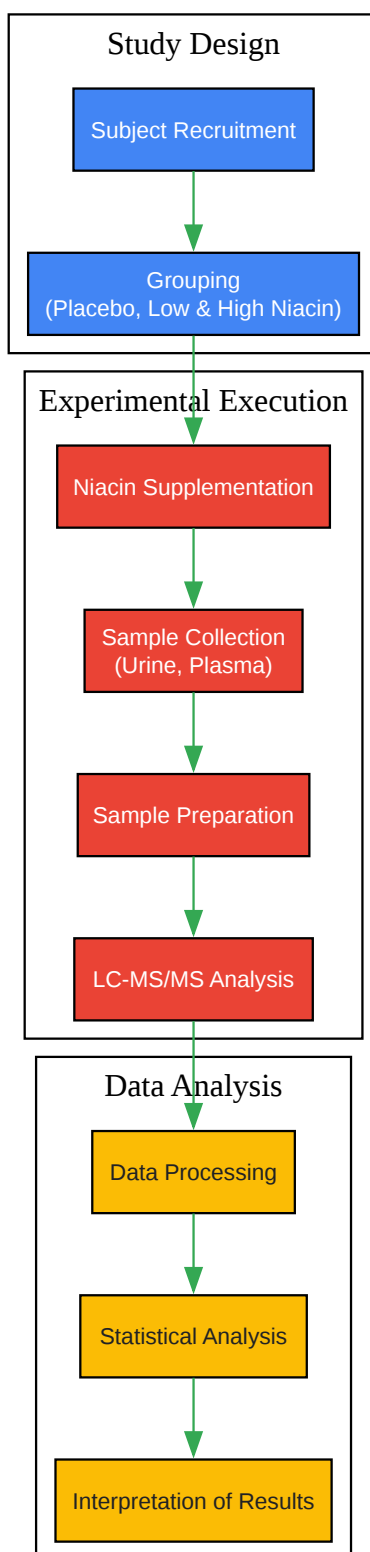 Study Design
Subject Recruitment
Grouping
(Placebo, Low & High Niacin)
Experimental Execution
Niacin Supplementation
Sample Collection
(Urine, Plasma)
Sample Preparation
LC-MS/MS Analysis
Data Analysis
Data Processing
Statistical Analysis
Interpretation of Results